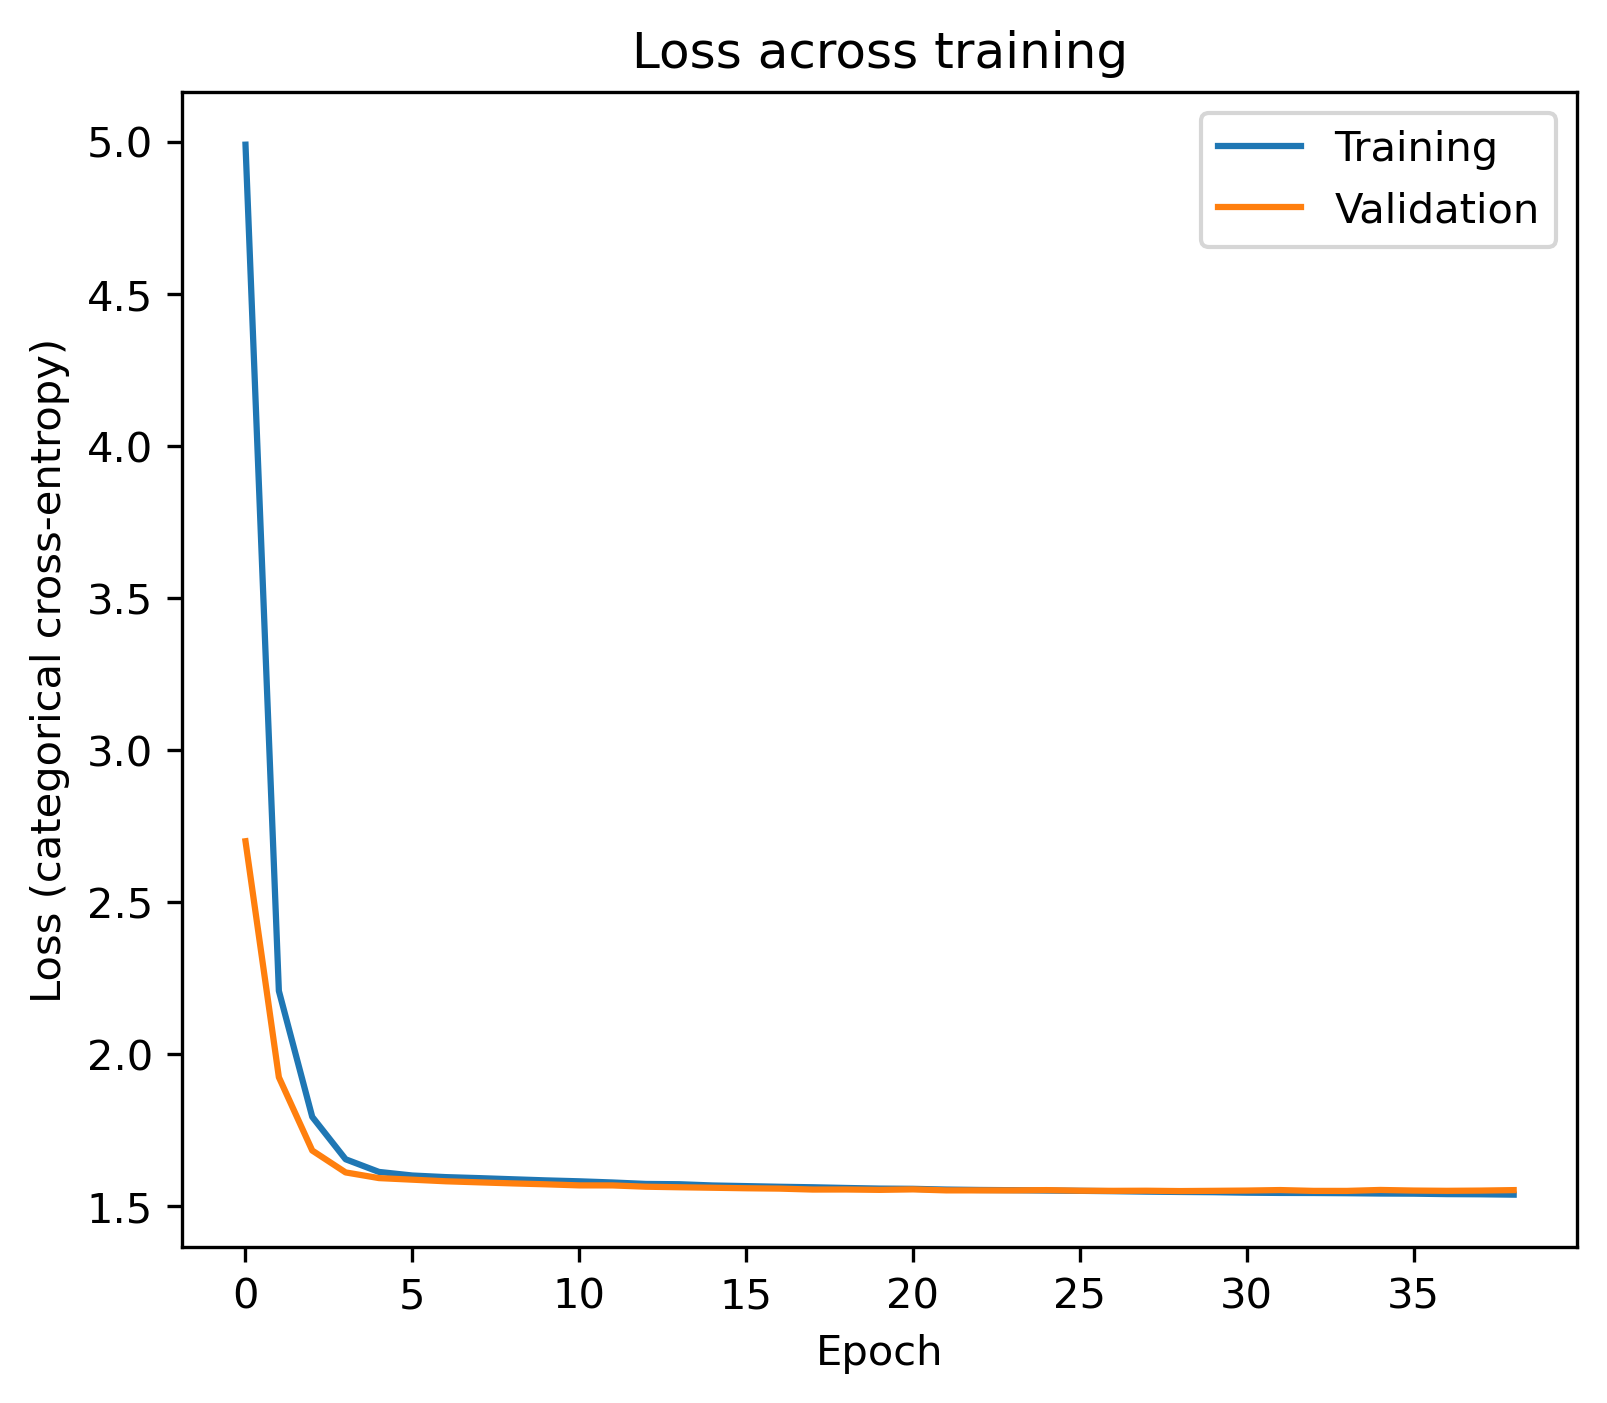 Loss across training
Training
Validation
Loss (categorical cross-entropy)
5.0
4.5
4.0
3.5
3.0
2.5
2.0
1.5
0 5 10 15 20 25 30 35
Epoch